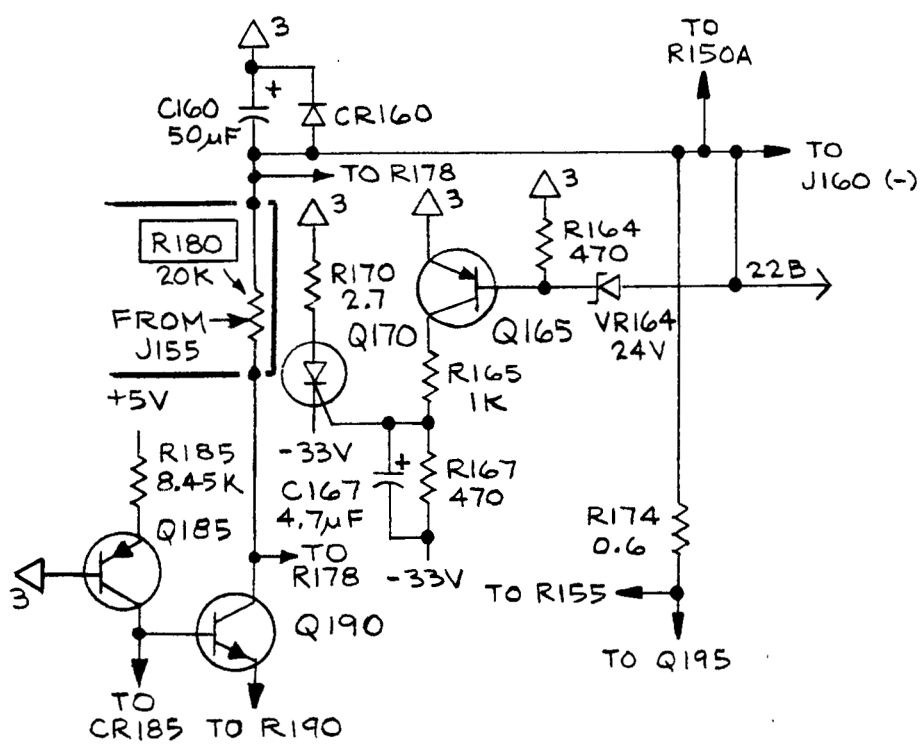 3
TO
R150A
C160
50µF
+
CR160
TO R178
TO
J160 (-)
3
3
3
R180
20K
R170
2.7
R164
470
22B
FROM
J155
Q170
Q165
VR164
24V
+5V
R165
1K
-33V
R185
8.45K
C167
4.7µF
+
R167
470
Q185
R174
0.6
TO
R178
-33V
3
TO R155
Q190
TO Q195
TO
CR185
TO R190